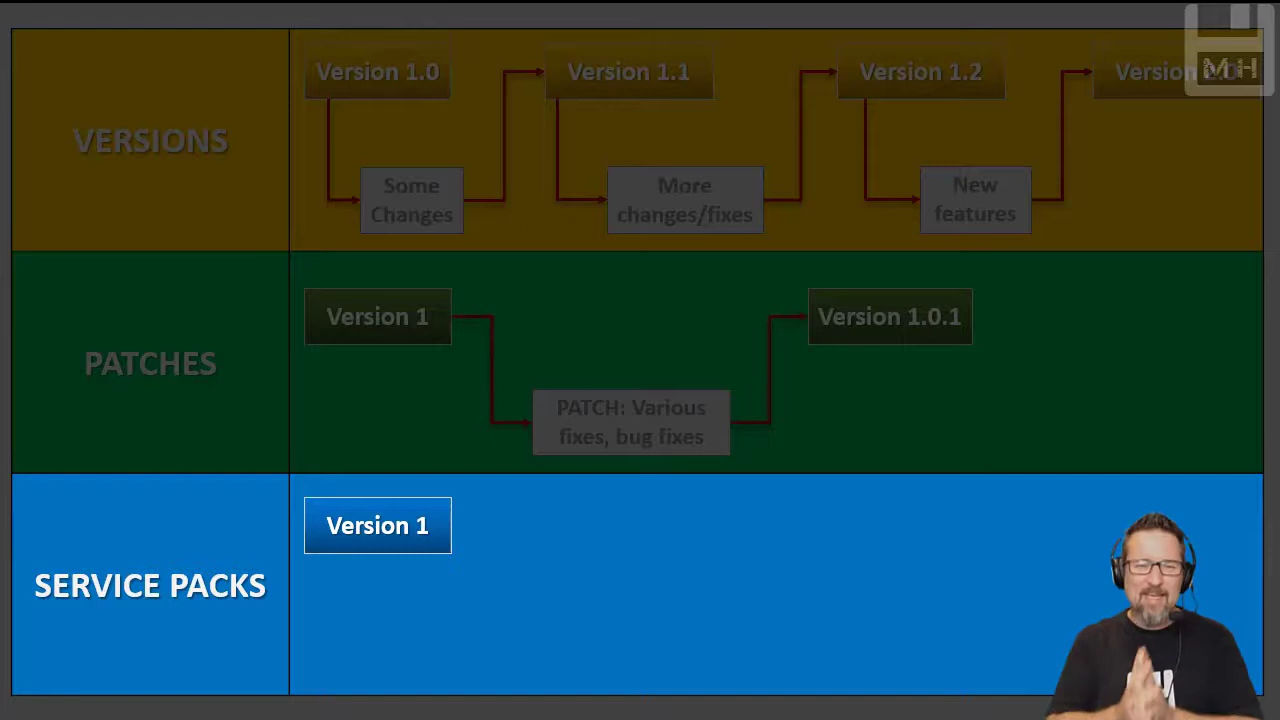 Version 1.0
Version 1.1
Version 1.2
VERSIONS
Some
Changes
More
changes/fixes
New
features
Version 1
Version 1.0.1
PATCHES
PATCH: Various
fixes, bug fixes
Version 1
SERVICE PACKS